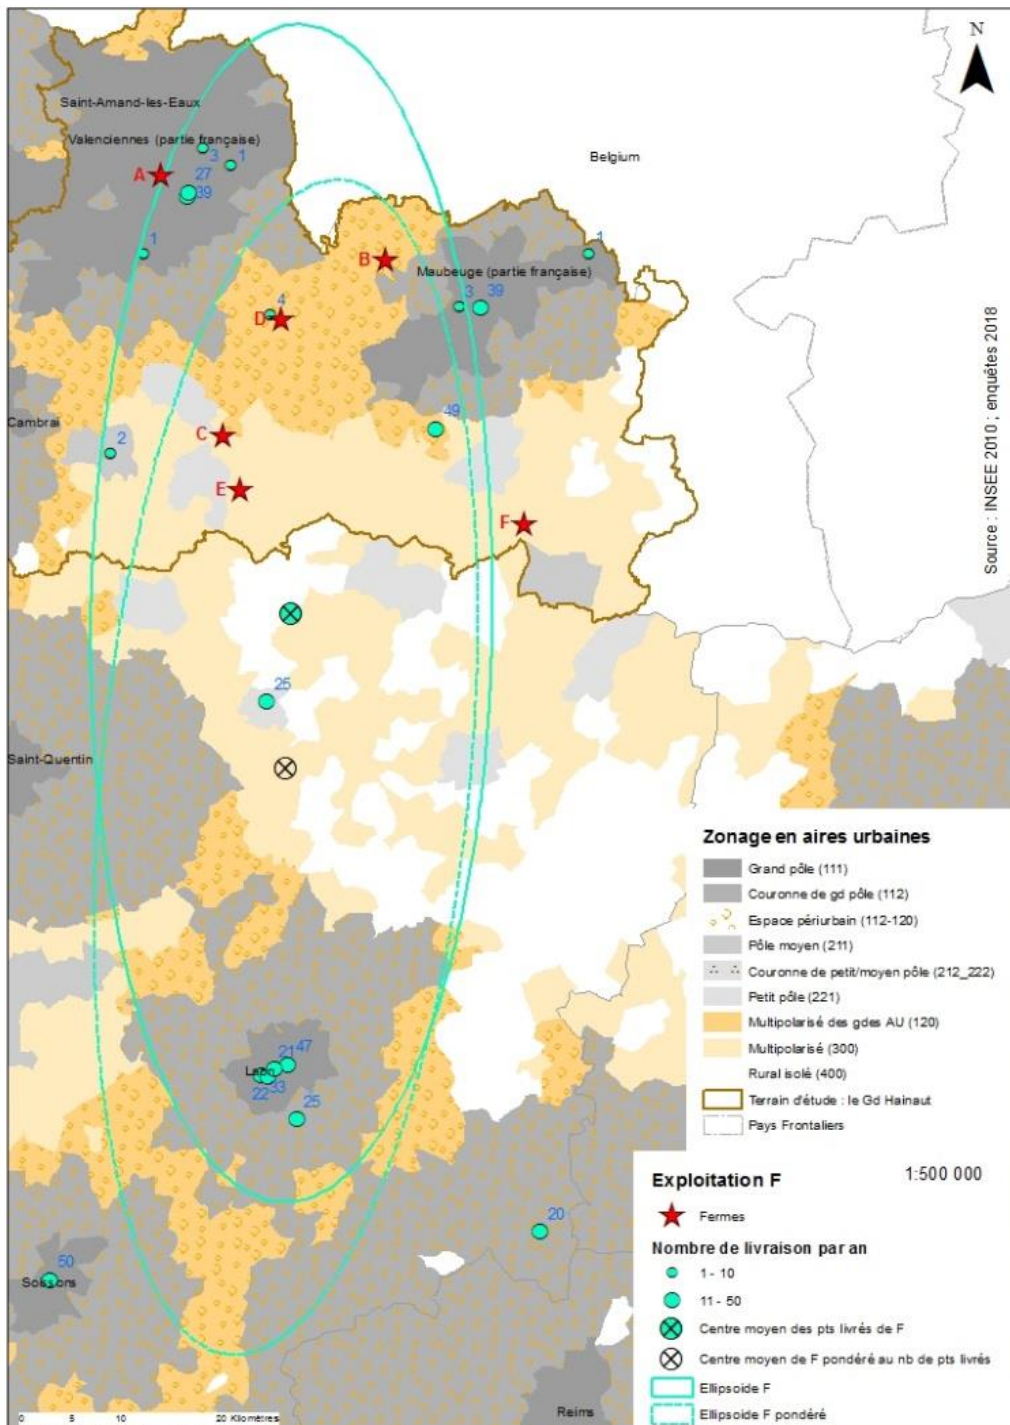 N
Saint-Amand-les-Eaux
Valenciennes (partie française)
3
1
A
27
39
Belgium
1
B
Maubeuge (partie française)
1
4
D
3
39
Source : INSEE 2010 ; enquêtes 2018
Cambrai
2
C
49
E
F
25
Saint-Quentin
Zonage en aires urbaines
Grand pôle (111)
Couronne de gd pôle (112)
Espace périurbain (112-120)
Pôle moyen (211)
Couronne de petit/moyen pôle (212_222)
Petit pôle (221)
Multipolarisé des gdes AU (120)
Multipolarisé (300)
Rural isolé (400)
Terrain d'étude : le Gd Hainaut
Pays Frontaliers
21
47
Laon
22
33
25
Exploitation F
1:500 000
Fermes
Nombre de livraison par an
1 - 10
11 - 50
Centre moyen des pts livrés de F
Centre moyen de F pondéré au nb de pts livrés
Ellipsoide F
Ellipsoide F pondéré
20
50
Soissons
Reims
0 5 10 20 Kilomètres